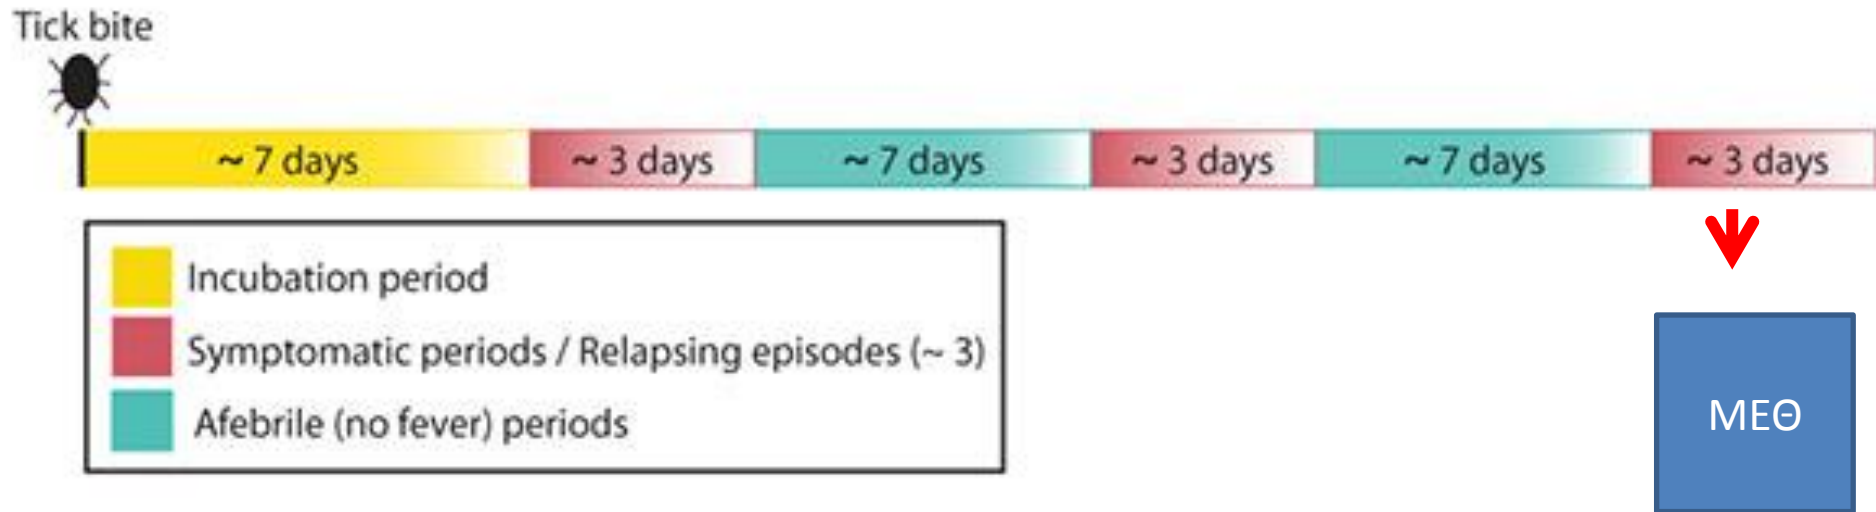 Tick bite
~ 7 days ~ 3 days ~ 7 days ~ 3 days ~ 7 days ~ 3 days
Incubation period
Symptomatic periods / Relapsing episodes (~ 3)
Afebrile (no fever) periods
ΜΕΘ